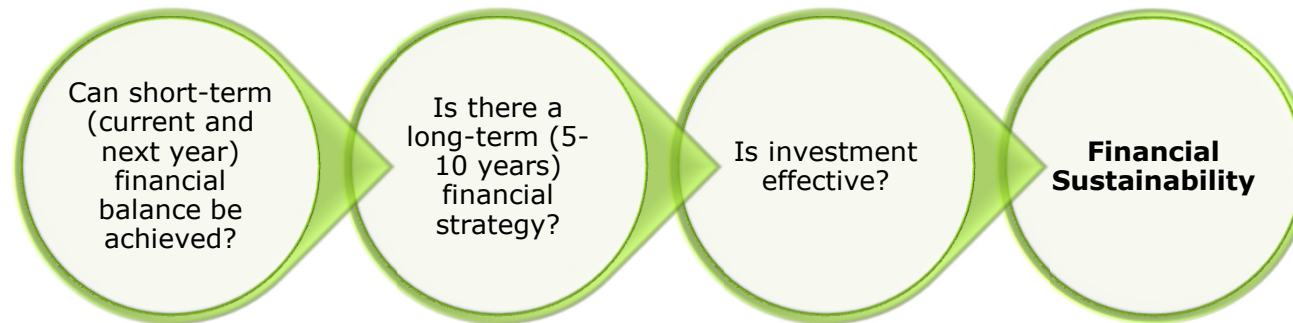 Can short-term
(current and
next year)
financial
balance be
achieved?
Is there a
long-term (5-
10 years)
financial
strategy?
Is investment
effective?
Financial
Sustainability